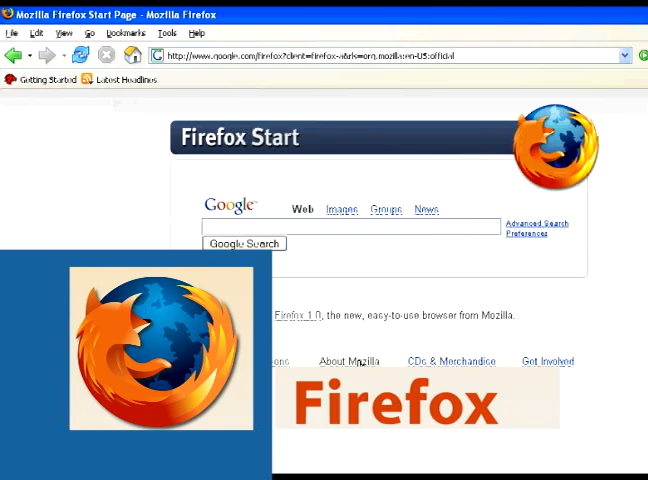 Mozilla Firefox Start Page - Mozilla Firefox
File Edit View Go Bookmarks Tools Help
http://www.google.com/firefox?client=firefox-a&rls=org.mozilla:en-US:official
Getting Started Latest Headlines
Firefox Start
Google
Web Images Groups News
Advanced Search
Preferences
Google Search
Firefox 1.0, the new, easy-to-use browser from Mozilla.
About Mozilla CDs & Merchandise Get Involved
Firefox